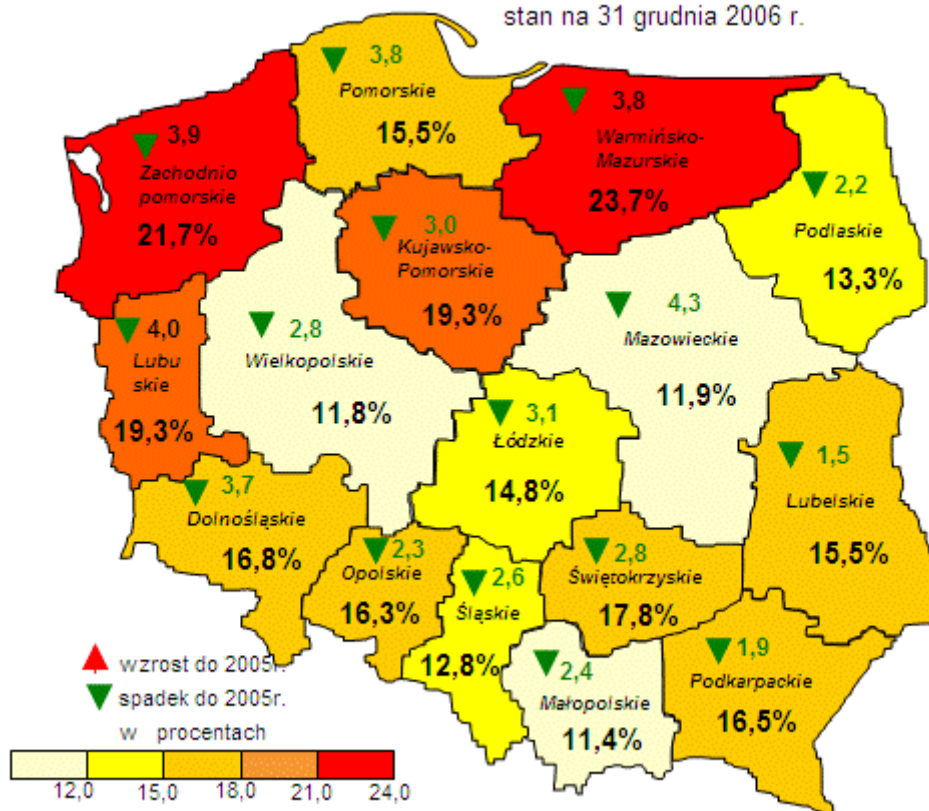 stan na 31 grudnia 2006 r.
3,8
Pomorskie
15,5%
3,8
Warmińsko-
Mazurskie
23,7%
3,9
Zachodnio
pomorskie
21,7%
2,2
Podlaskie
13,3%
3,0
Kujawsko-
Pomorskie
19,3%
4,3
Mazowieckie
11,9%
4,0
Lubu
skie
19,3%
2,8
Wielkopolskie
11,8%
3,1
Łódzkie
14,8%
1,5
Lubelskie
15,5%
3,7
Dolnośląskie
16,8%
2,3
Opolskie
16,3%
2,6
Śląskie
12,8%
2,8
Świętokrzyskie
17,8%
2,4
Małopolskie
11,4%
1,9
Podkarpackie
16,5%
wzrost do 2005r.
spadek do 2005r.
w procentach
12,0 15,0 18,0 21,0 24,0